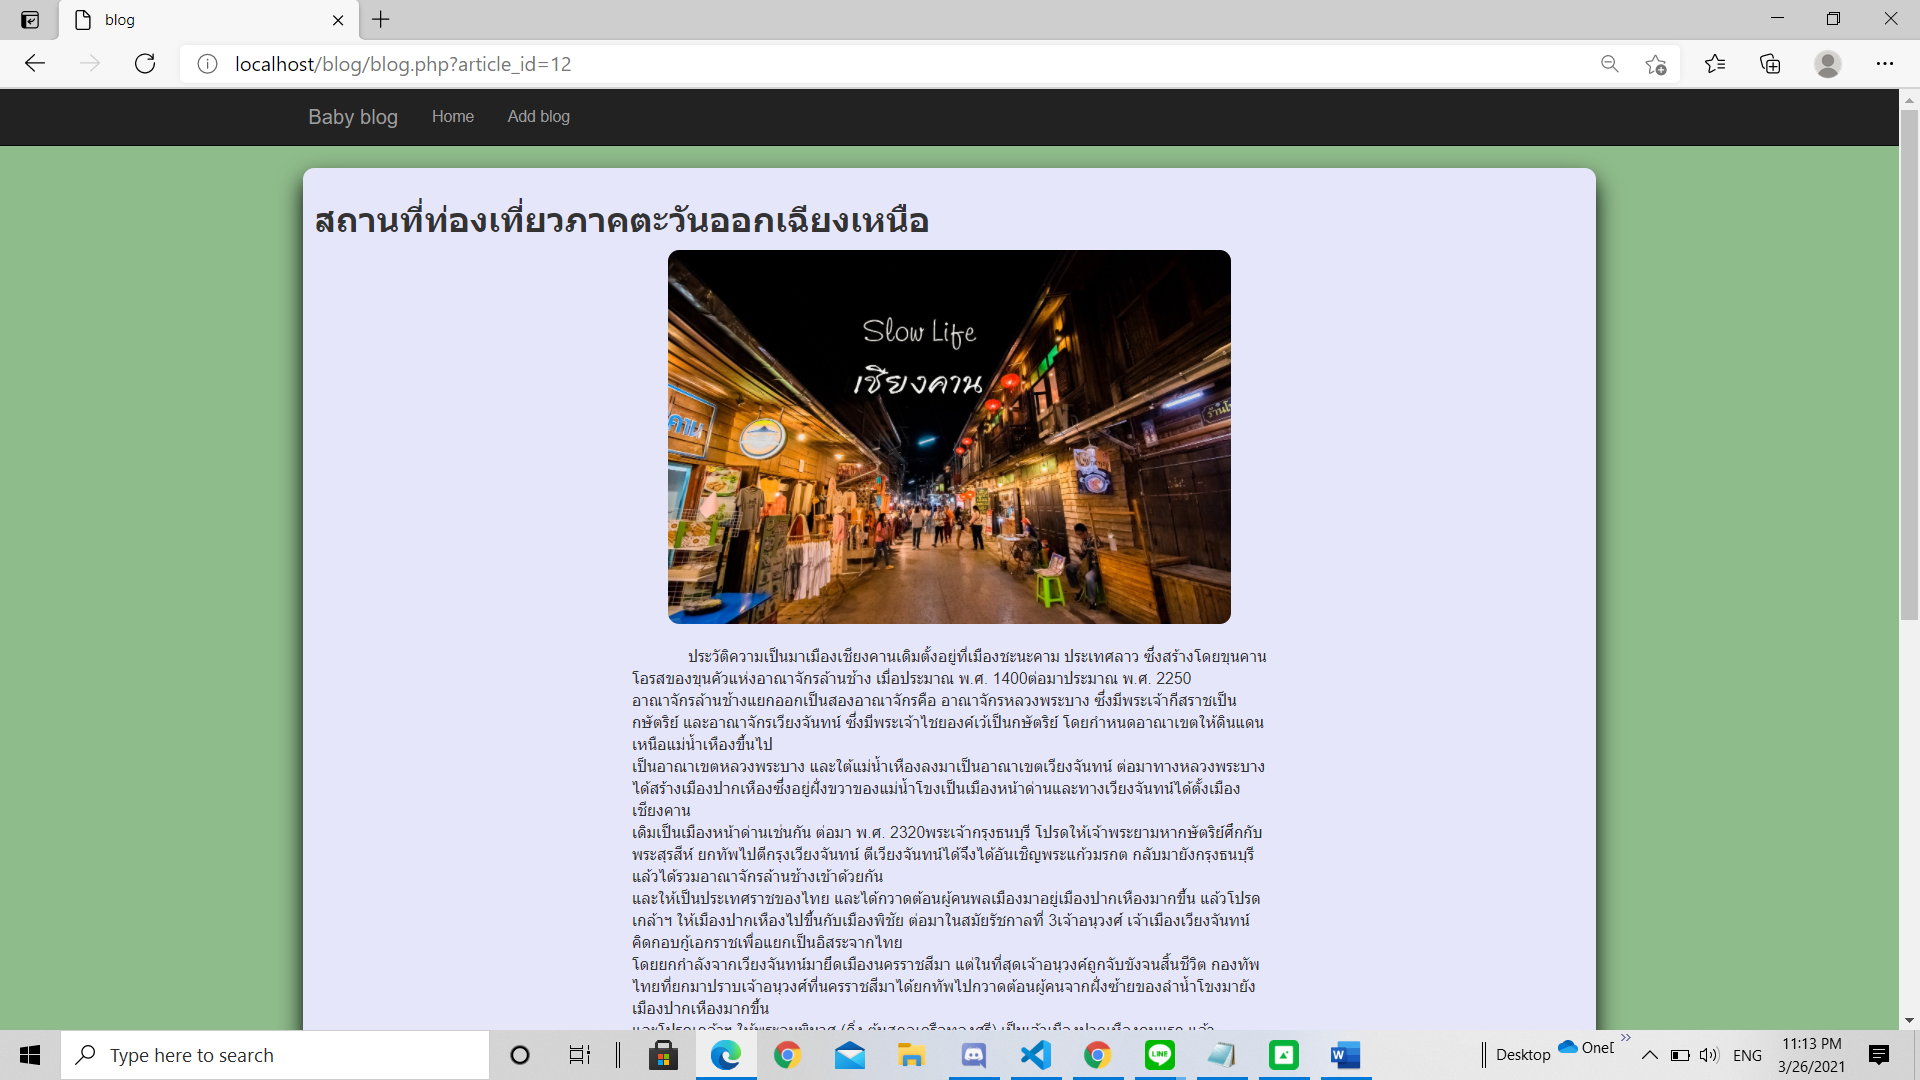 blog
localhost/blog/blog.php?article_id=12
Baby blog Home Add blog
สถานที่ท่องเที่ยวภาคตะวันออกเฉียงเหนือ
Slow Life
เชียงคาน
ประวัติความเป็นมาเมืองเชียงคานเดิมตั้งอยู่ที่เมืองชะนะคาม ประเทศลาว ซึ่งสร้างโดยขุนคาน
โอรสของขุนคัวแห่งอาณาจักรล้านช้าง เมื่อประมาณ พ.ศ. 1400ต่อมาประมาณ พ.ศ. 2250
อาณาจักรล้านช้างแยกออกเป็นสองอาณาจักรคือ อาณาจักรหลวงพระบาง ซึ่งมีพระเจ้ากีสราชเป็น
กษัตริย์ และอาณาจักรเวียงจันทน์ ซึ่งมีพระเจ้าไชยองค์เว้เป็นกษัตริย์ โดยกำหนดอาณาเขตให้ดินแดน
เหนือแม่น้ำเหืองขึ้นไป
เป็นอาณาเขตหลวงพระบาง และใต้แม่น้ำเหืองลงมาเป็นอาณาเขตเวียงจันทน์ ต่อมาทางหลวงพระบาง
ได้สร้างเมืองปากเหืองซึ่งอยู่ฝั่งขวาของแม่น้ำโขงเป็นเมืองหน้าด่านและทางเวียงจันทน์ได้ตั้งเมือง
เชียงคาน
เดิมเป็นเมืองหน้าด่านเช่นกัน ต่อมา พ.ศ. 2320พระเจ้ากรุงธนบุรี โปรดให้เจ้าพระยามหากษัตริย์ศึกกับ
พระสุรสีห์ ยกทัพไปตีกรุงเวียงจันทน์ ตีเวียงจันทน์ได้จึงได้อันเชิญพระแก้วมรกต กลับมายังกรุงธนบุรี
แล้วได้รวมอาณาจักรล้านช้างเข้าด้วยกัน
และให้เป็นประเทศราชของไทย และได้กวาดต้อนผู้คนพลเมืองมาอยู่เมืองปากเหืองมากขึ้น แล้วโปรด
เกล้าฯ ให้เมืองปากเหืองไปขึ้นกับเมืองพิชัย ต่อมาในสมัยรัชกาลที่ 3เจ้าอนุวงศ์ เจ้าเมืองเวียงจันทน์
คิดกอบกู้เอกราชเพื่อแยกเป็นอิสระจากไทย
โดยยกกำลังจากเวียงจันทน์มายึดเมืองนครราชสีมา แต่ในที่สุดเจ้าอนุวงค์ถูกจับขังจนสิ้นชีวิต กองทัพ
ไทยที่ยกมาปราบเจ้าอนุวงศ์ที่นครราชสีมาได้ยกทัพไปกวาดต้อนผู้คนจากฝั่งซ้ายของลำน้ำโขงมายัง
เมืองปากเหืองมากขึ้น
Type here to search
Desktop
ENG
11:13 PM
3/26/2021